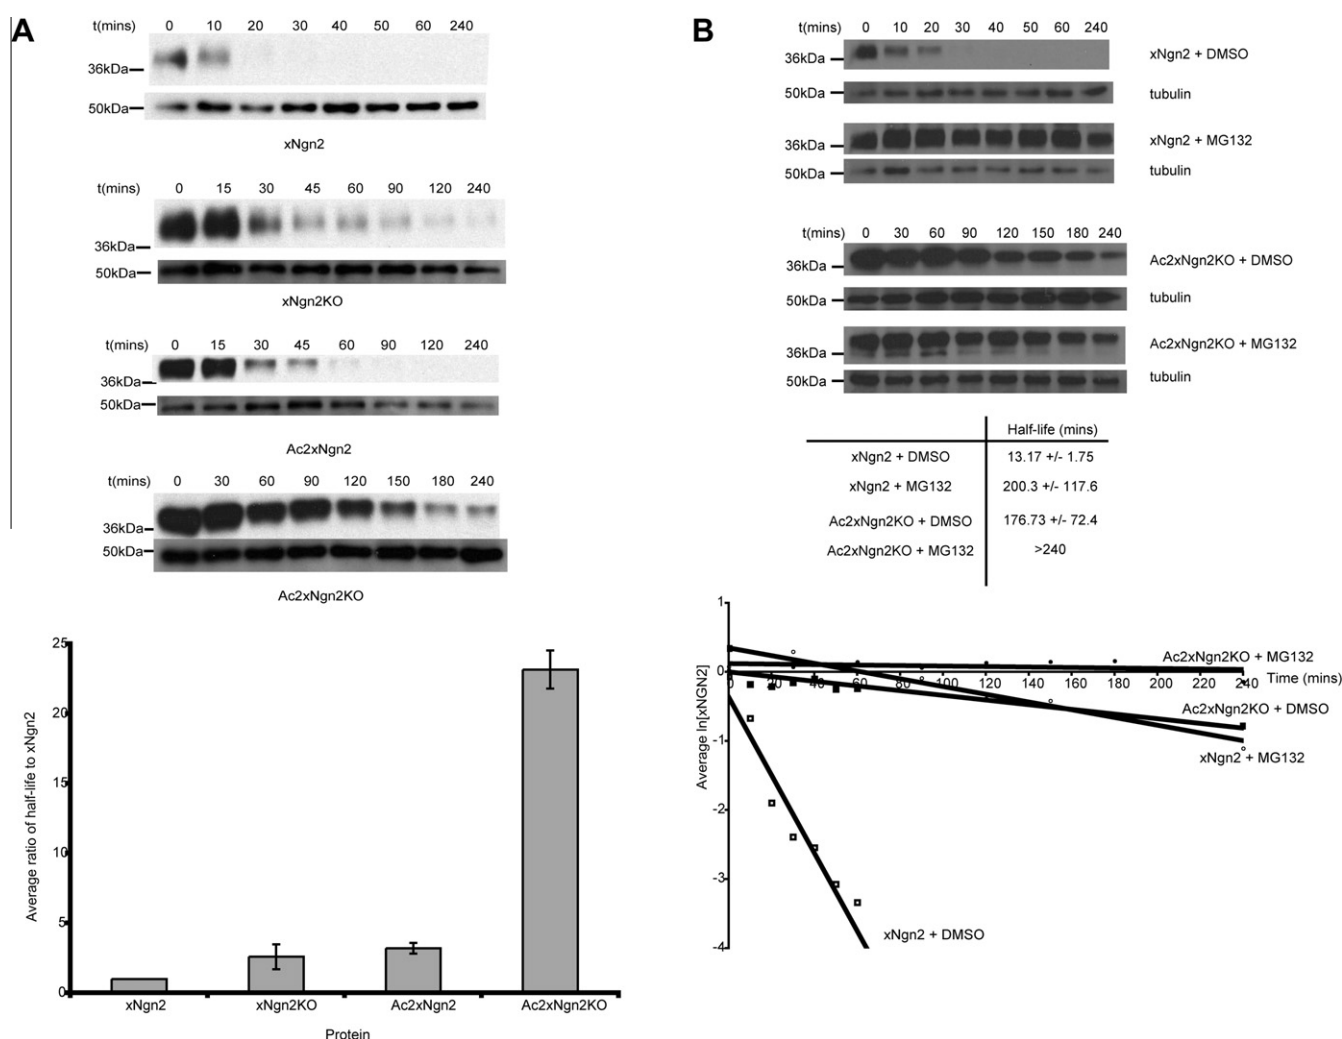 A
t(mins) 0 10 20 30 40 50 60 240
36kDa
50kDa
xNgn2
t(mins) 0 15 30 45 60 90 120 240
36kDa
50kDa
xNgn2KO
t(mins) 0 15 30 45 60 90 120 240
36kDa
50kDa
Ac2xNgn2
t(mins) 0 30 60 90 120 150 180 240
36kDa
50kDa
Ac2xNgn2KO
Average ratio of half-life to xNgn2
25
20
15
10
5
0
xNgn2 xNgn2KO Ac2xNgn2 Ac2xNgn2KO
Protein
B
t(mins) 0 10 20 30 40 50 60 240
36kDa xNgn2 + DMSO
50kDa tubulin
36kDa xNgn2 + MG132
50kDa tubulin
t(mins) 0 30 60 90 120 150 180 240
36kDa Ac2xNgn2KO + DMSO
50kDa tubulin
36kDa Ac2xNgn2KO + MG132
50kDa tubulin
Half-life (mins)
xNgn2 + DMSO 13.17 +/- 1.75
xNgn2 + MG132 200.3 +/- 117.6
Ac2xNgn2KO + DMSO 176.73 +/- 72.4
Ac2xNgn2KO + MG132 >240
Average ln[xNGN2]
1
0
-1
-2
-3
-4
0 20 40 60 80 100 120 140 160 180 200 220 240
Time (mins)
Ac2xNgn2KO + MG132
Ac2xNgn2KO + DMSO
xNgn2 + MG132
xNgn2 + DMSO